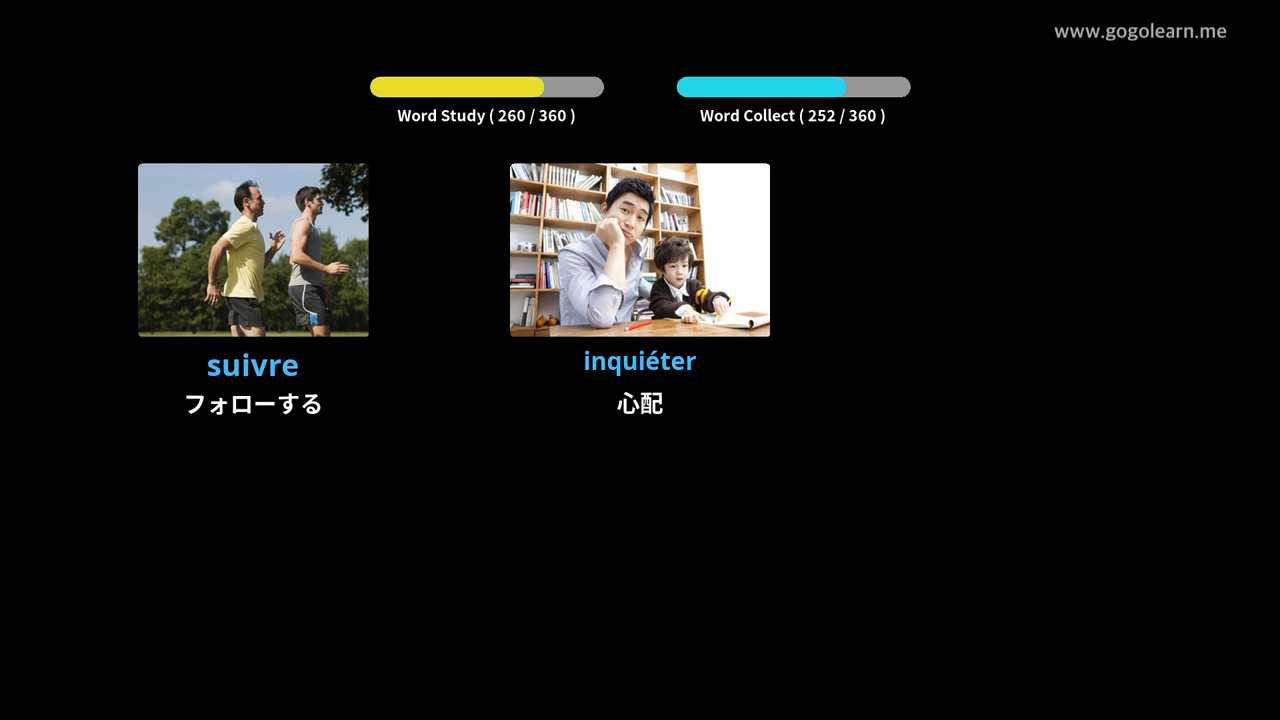 www.gogolearn.me
Word Study ( 260 / 360 )
Word Collect ( 252 / 360 )
suivre
フォローする
inquiéter
心配